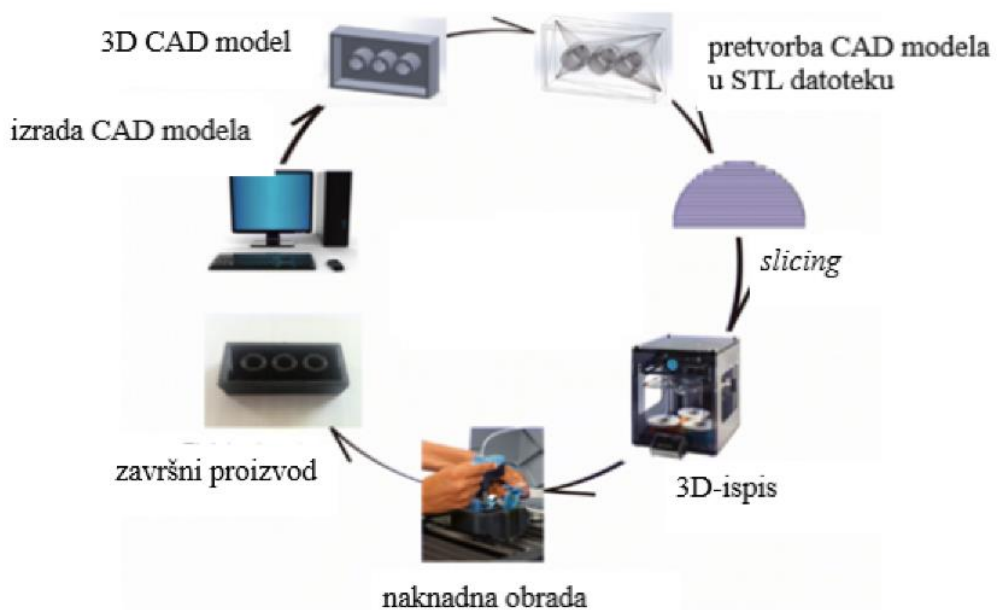 3D CAD model
pretvorba CAD modela
u STL datoteku
izrada CAD modela
slicing
završni proizvod
3D-ispis
naknadna obrada